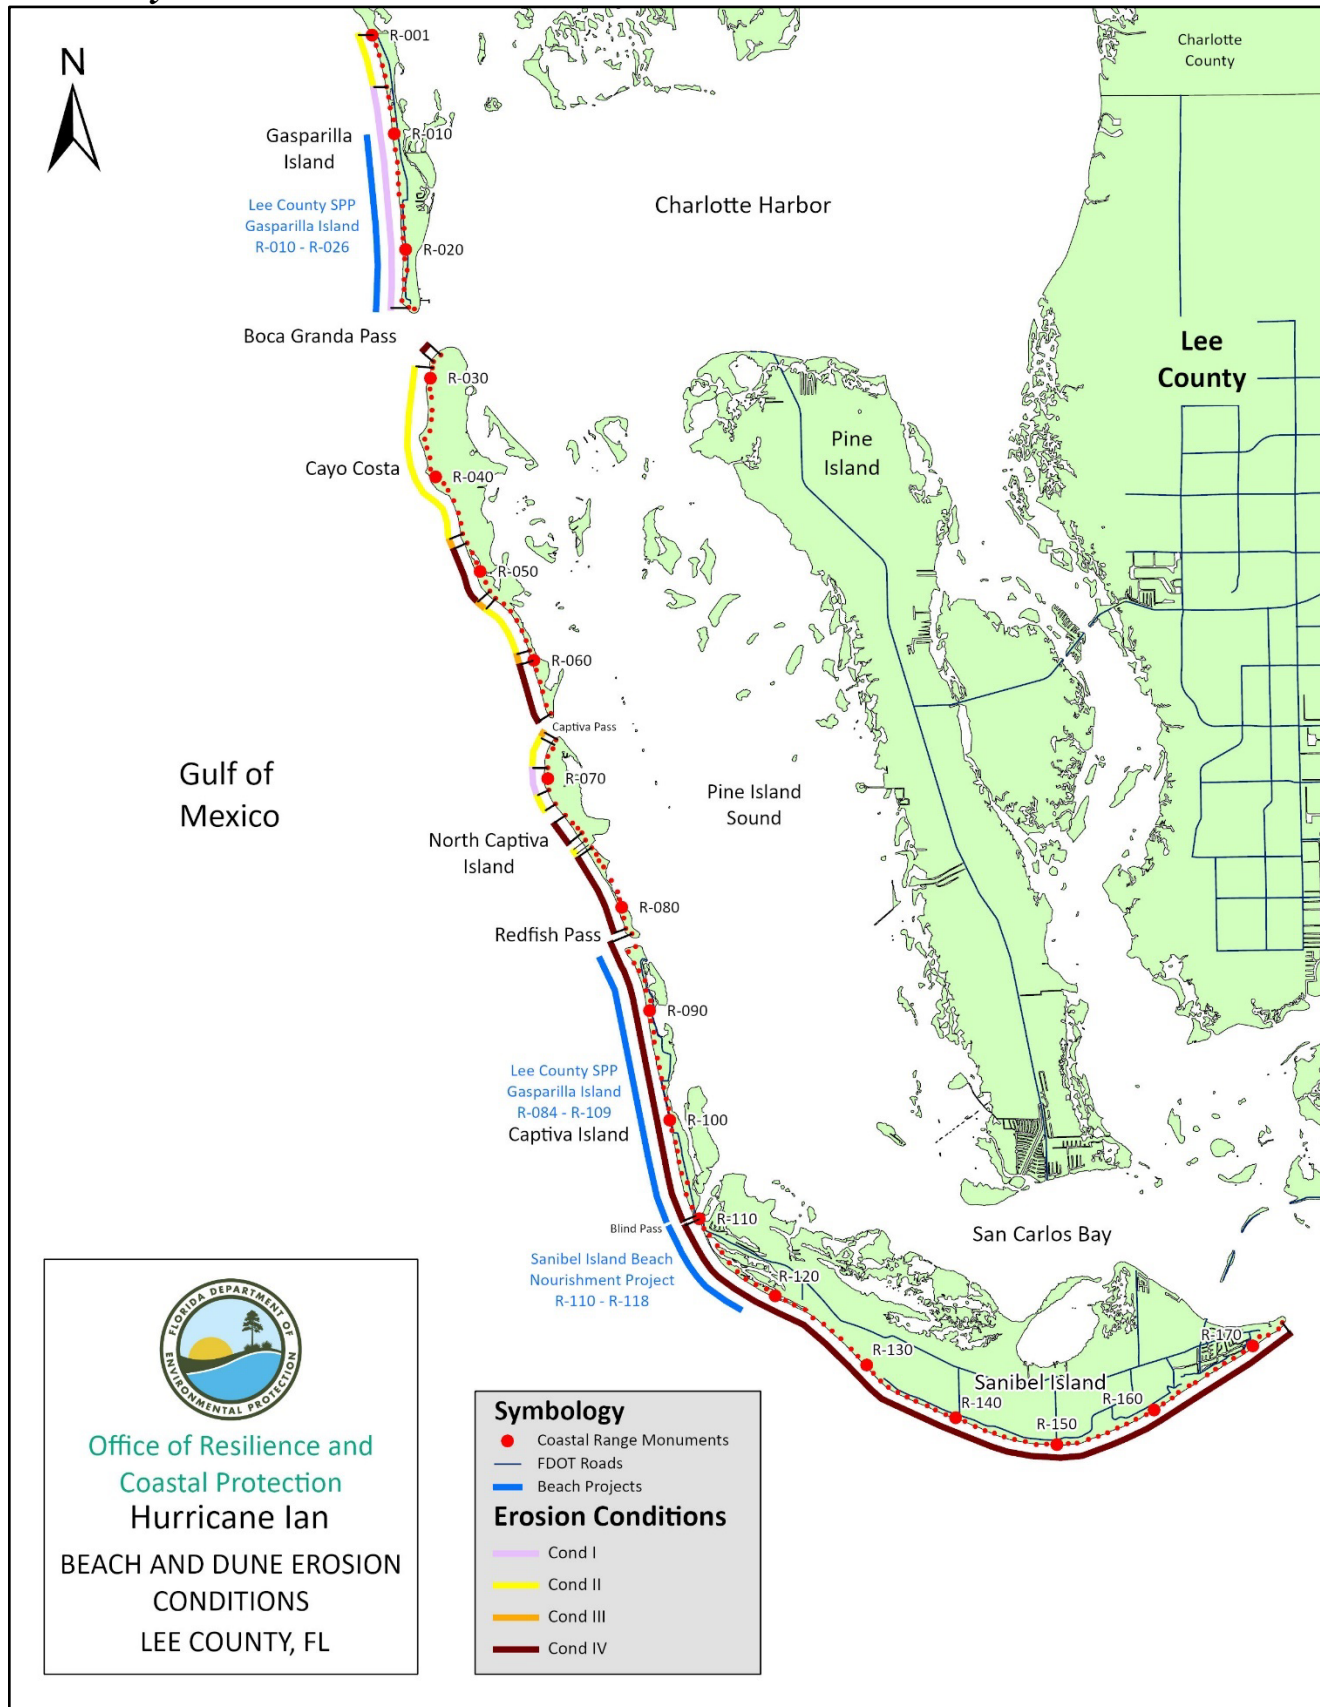 R-001
N
Charlotte
County
R-010
Gasparilla
Island
Lee County SPP
Gasparilla Island
R-010 - R-026
Charlotte Harbor
R-020
Boca Granda Pass
Lee
County
R-030
Pine
Island
Cayo Costa
R-040
R-050
R-060
Captiva Pass
R-070
Gulf of
Mexico
Pine Island
Sound
North Captiva
Island
R-080
Redfish Pass
R-090
Lee County SPP
Gasparilla Island
R-084 - R-109
Captiva Island
R-100
R-110
Blind Pass
San Carlos Bay
Sanibel Island Beach
Nourishment Project
R-110 - R-118
R-120
R-130
R-170
Sanibel Island
R-140
R-160
R-150
FLORIDA DEPARTMENT OF
ENVIRONMENTAL PROTECTION
Office of Resilience and
Coastal Protection
Hurricane Ian
BEACH AND DUNE EROSION
CONDITIONS
LEE COUNTY, FL
Symbology
Coastal Range Monuments
FDOT Roads
Beach Projects
Erosion Conditions
Cond I
Cond II
Cond III
Cond IV